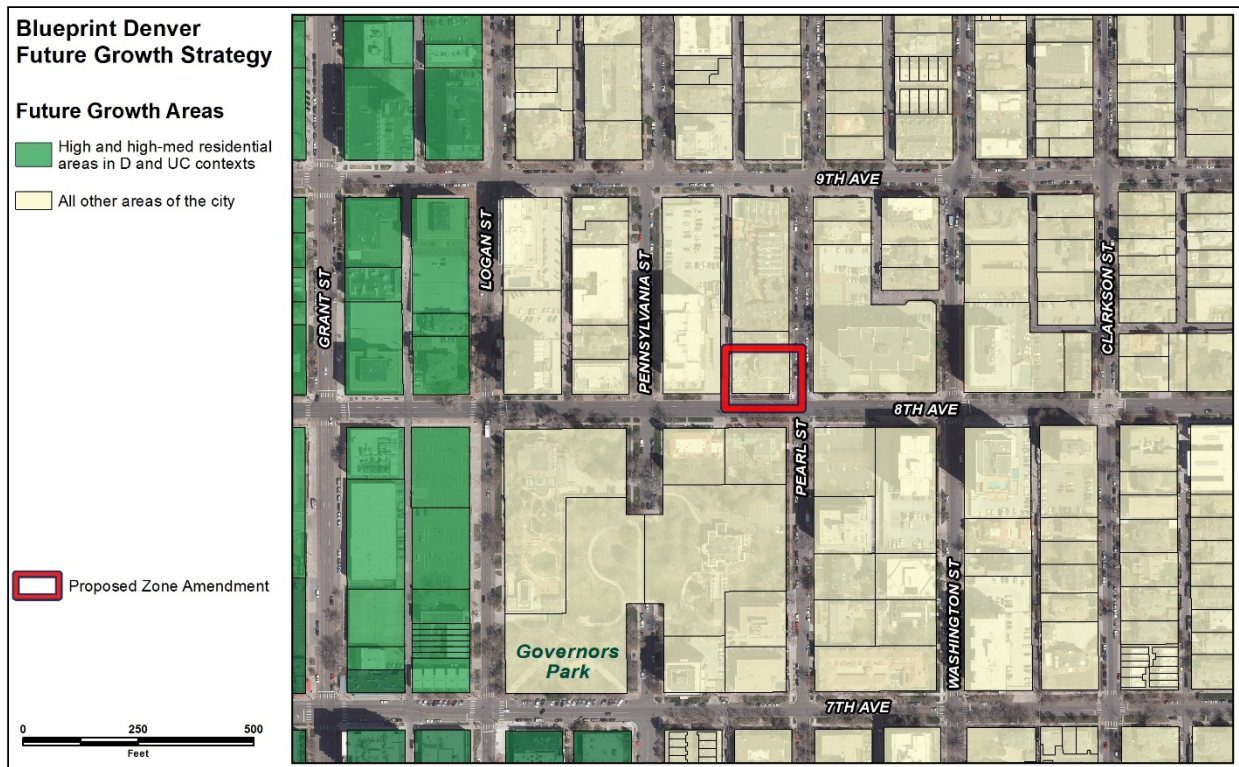 Blueprint Denver
Future Growth Strategy
Future Growth Areas
High and high-med residential
areas in D and UC contexts
All other areas of the city
Proposed Zone Amendment
0 250 500
Feet
9TH AVE
GRANT ST
LOGAN ST
PENNSYLVANIA ST
CLARKSON ST
8TH AVE
PEARL ST
WASHINGTON ST
Governors
Park
7TH AVE